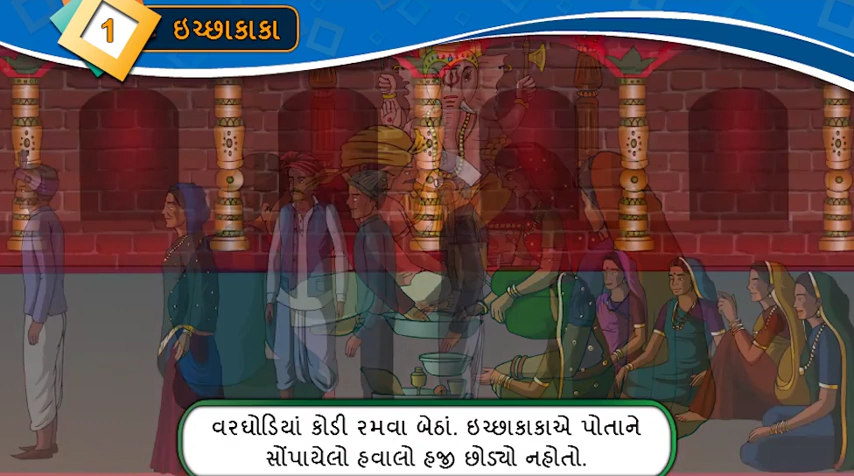 1 ઇચ્છાકાકા
વરઘોડિયાં કોડી રમવા બેઠાં. ઇચ્છાકાકાએ પોતાને
સોંપાયેલો હવાલો હજી છોડ્યો નહોતો.